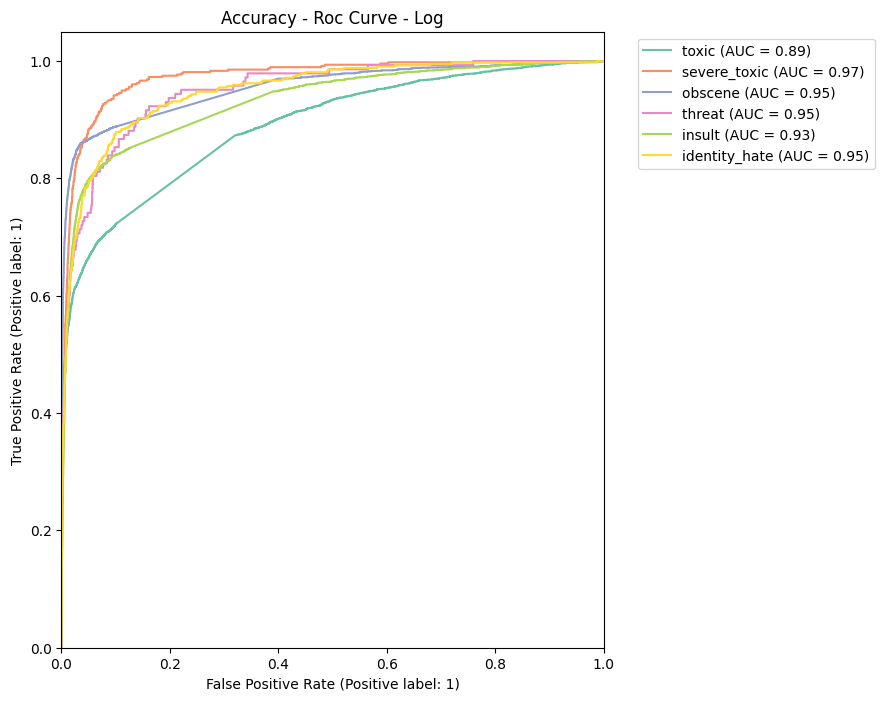 Accuracy - Roc Curve - Log
toxic (AUC = 0.89)
severe_toxic (AUC = 0.97)
obscene (AUC = 0.95)
threat (AUC = 0.95)
insult (AUC = 0.93)
identity_hate (AUC = 0.95)
True Positive Rate (Positive label: 1)
1.0
0.8
0.6
0.4
0.2
0.0
0.0 0.2 0.4 0.6 0.8 1.0
False Positive Rate (Positive label: 1)